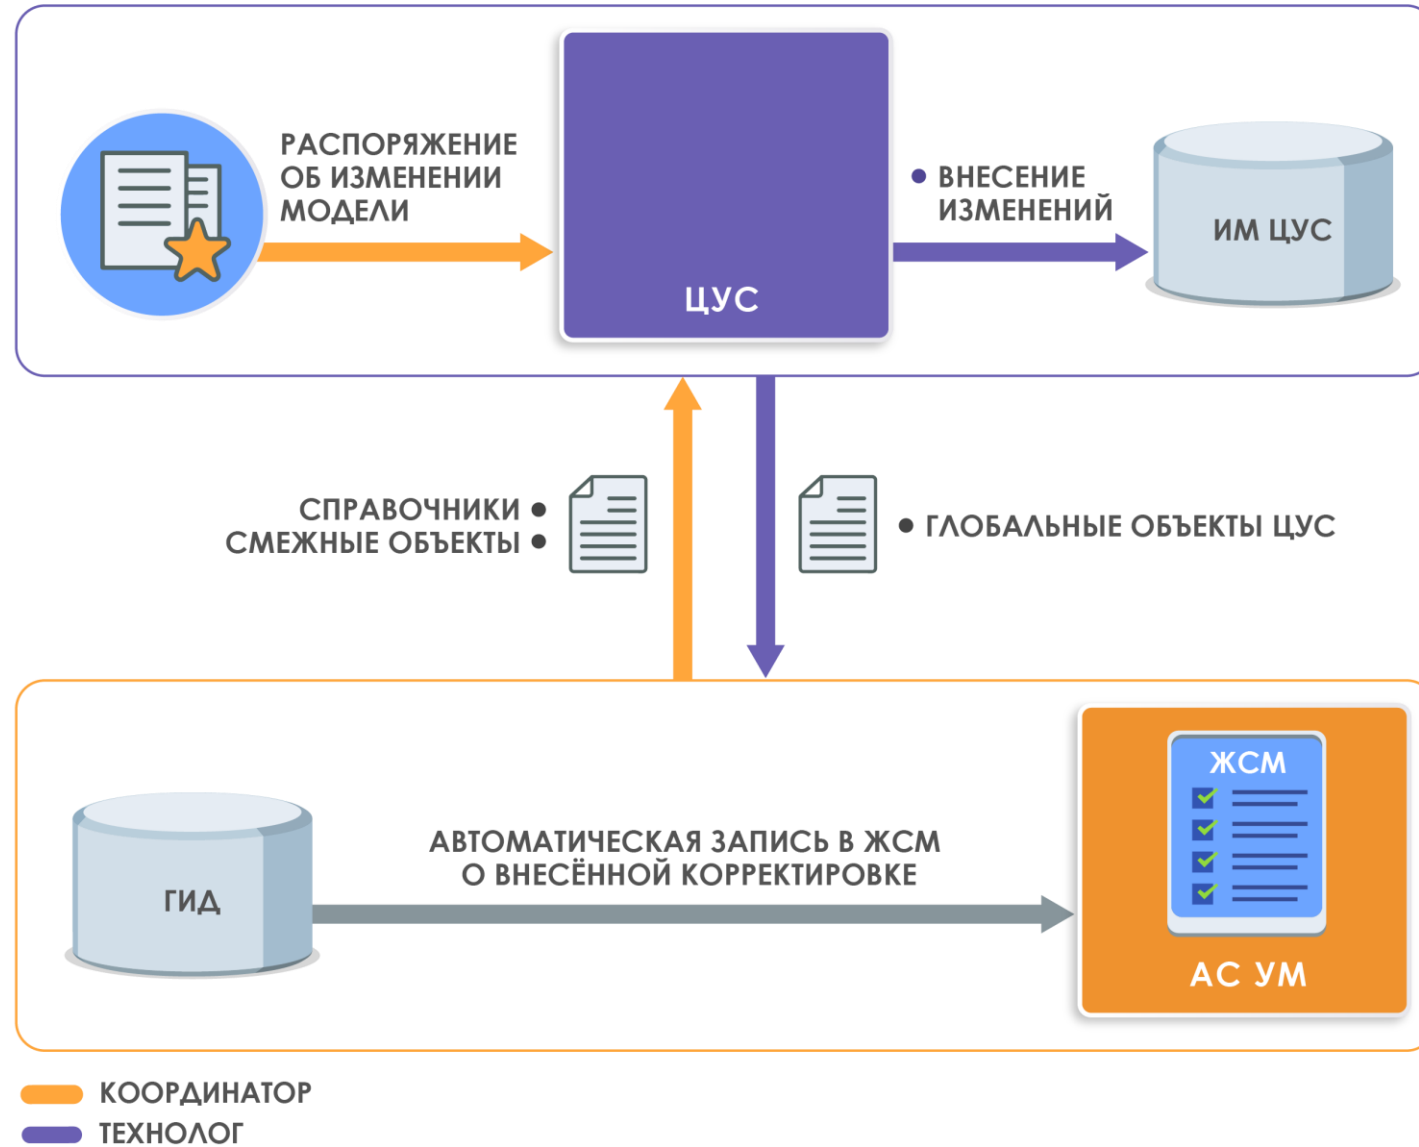 РАСПОРЯЖЕНИЕ
ОБ ИЗМЕНЕНИИ
МОДЕЛИ
ЦУС
• ВНЕСЕНИЕ
ИЗМЕНЕНИЙ
ИМ ЦУС
СПРАВОЧНИКИ •
СМЕЖНЫЕ ОБЪЕКТЫ •
• ГЛОБАЛЬНЫЕ ОБЪЕКТЫ ЦУС
ГИД
АВТОМАТИЧЕСКАЯ ЗАПИСЬ В ЖСМ
О ВНЕСЁННОЙ КОРРЕКТИРОВКЕ
ЖСМ
АС УМ
КООРДИНАТОР
ТЕХНОЛОГ